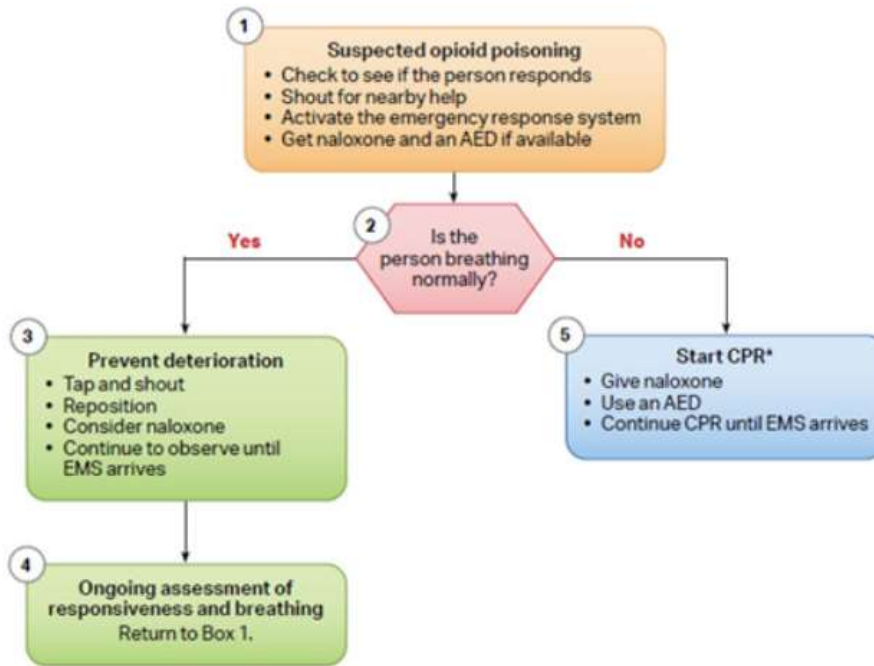 1
Suspected opioid poisoning
• Check to see if the person responds
• Shout for nearby help
• Activate the emergency response system
• Get naloxone and an AED if available
2
Is the
person breathing
normally?
Yes
No
3
Prevent deterioration
• Tap and shout
• Reposition
• Consider naloxone
• Continue to observe until
EMS arrives
5
Start CPR*
• Give naloxone
• Use an AED
• Continue CPR until EMS arrives
4
Ongoing assessment of
responsiveness and breathing
Return to Box 1.